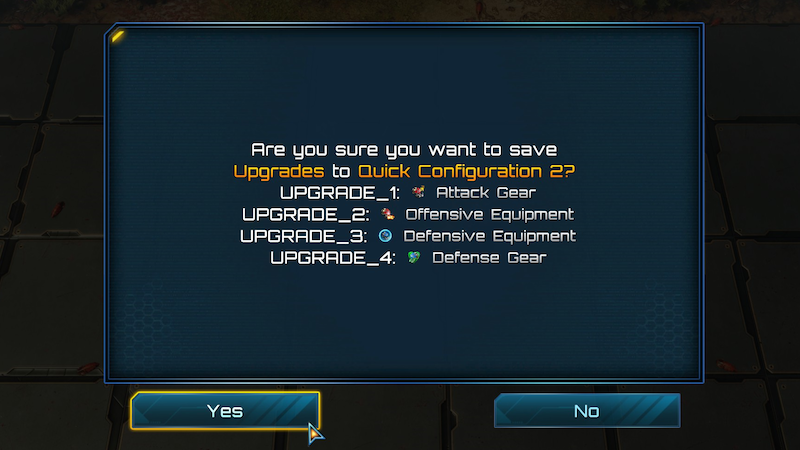 Are you sure you want to save
Upgrades to Quick Configuration 2?
UPGRADE_1: Attack Gear
UPGRADE_2: Offensive Equipment
UPGRADE_3: Defensive Equipment
UPGRADE_4: Defense Gear
Yes
No